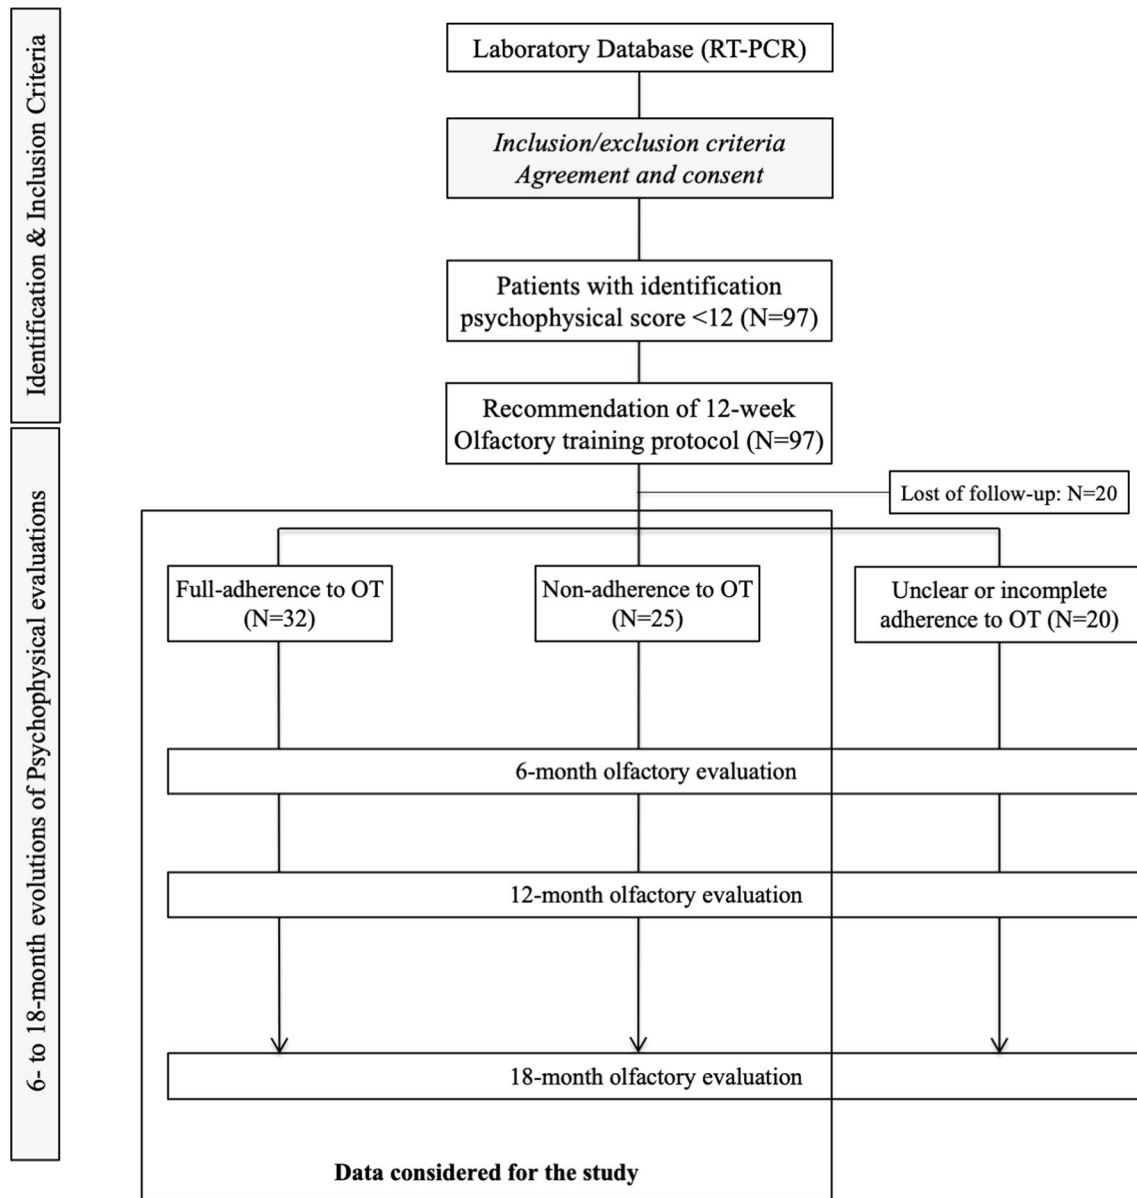 Identification & Inclusion Criteria
Laboratory Database (RT-PCR)
Inclusion/exclusion criteria
Agreement and consent
Patients with identification
psychophysical score <12 (N=97)
Recommendation of 12-week
Olfactory training protocol (N=97)
6- to 18-month evolutions of Psychophysical evaluations
Lost of follow-up: N=20
Full-adherence to OT
(N=32)
Non-adherence to OT
(N=25)
Unclear or incomplete
adherence to OT (N=20)
6-month olfactory evaluation
12-month olfactory evaluation
18-month olfactory evaluation
Data considered for the study